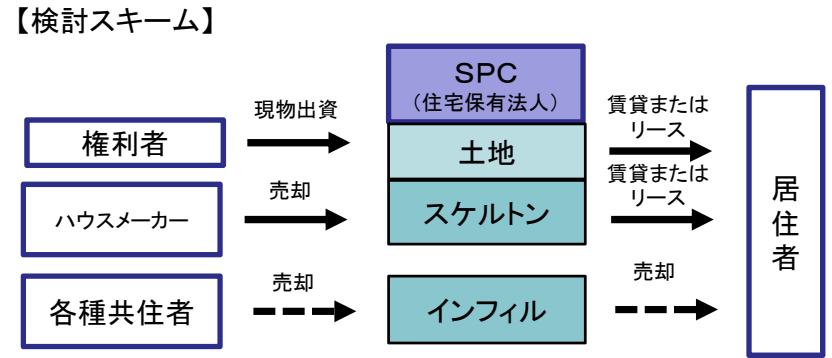 【検討スキーム】
SPC
（住宅保有法人）
現物出資
賃貸または
リース
権利者
土地
売却
賃貸または
リース
ハウスメーカー
スケルトン
居住者
売却
売却
各種共住者
インフィル